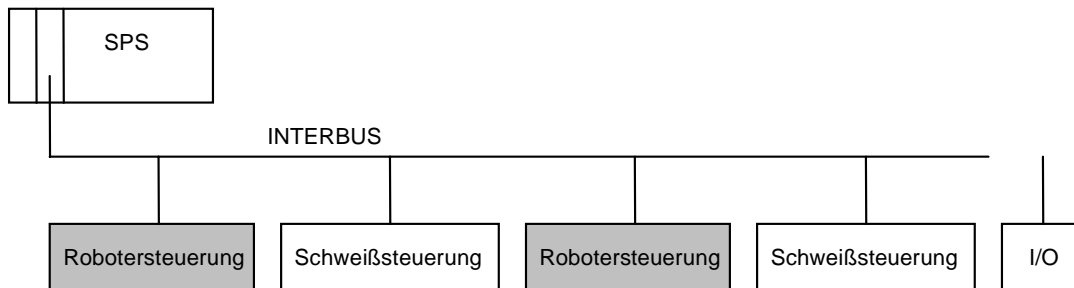 SPS
INTERBUS
Robotersteuerung
Schweißsteuerung
Robotersteuerung
Schweißsteuerung
I/O